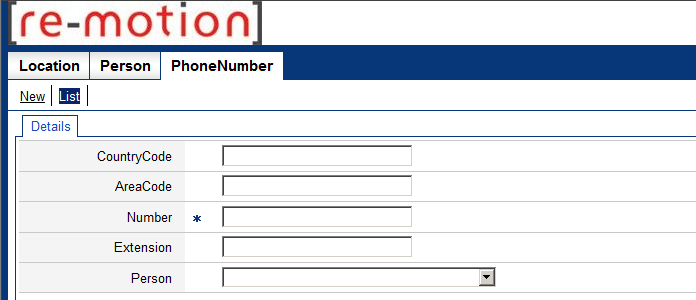 [re-motion]
Location Person PhoneNumber
New List
Details
CountryCode
AreaCode
Number *
Extension
Person